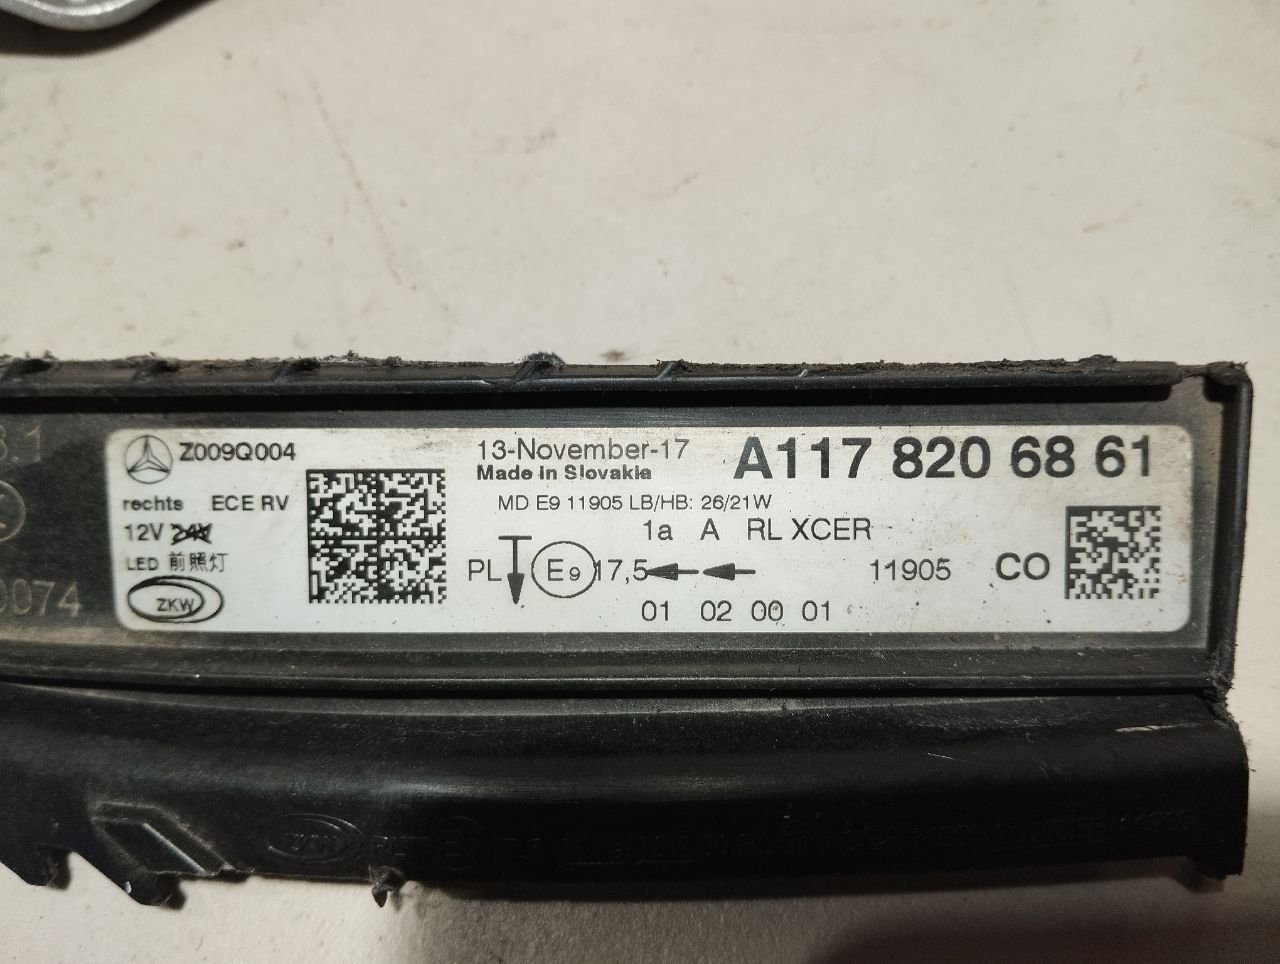 Z009Q004
13-November-17
A117 820 68 61
Made in Slovakia
rechts ECE RV
MD E9 11905 LB/HB: 26/21W
12V 24V
1a A RL XCER
LED 前照灯
PL E9 17,5
11905 CO
ZKW
01 02 00 01
0074
ZKW